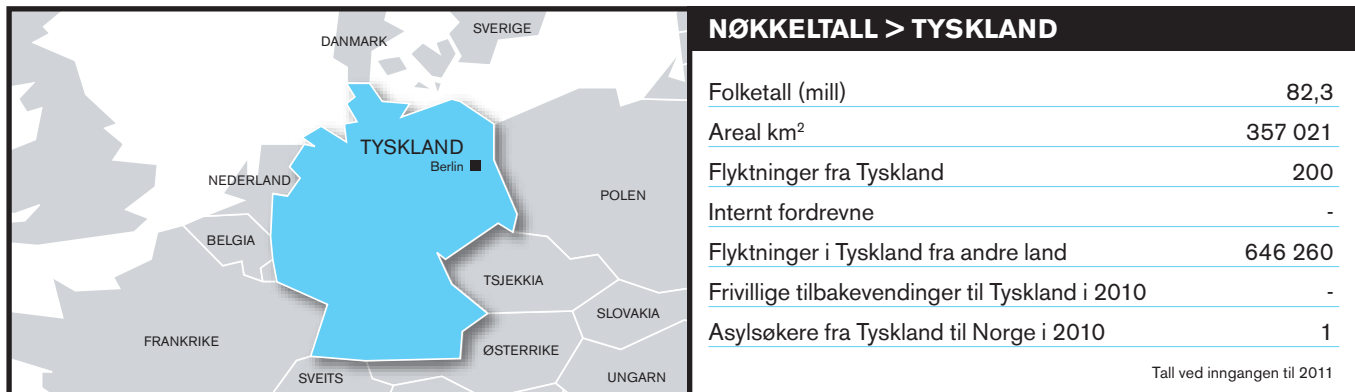 SVERIGE
DANMARK
TYSKLAND
Berlin
NEDERLAND
POLEN
BELGIA
TSJEKKIA
SLOVAKIA
FRANKRIKE
ØSTERRIKE
SVEITS
UNGARN
NØKKELTALL > TYSKLAND
Folketall (mill) 82,3
Areal km² 357 021
Flyktninger fra Tyskland 200
Internt fordrevne -
Flyktninger i Tyskland fra andre land 646 260
Frivillige tilbakevendinger til Tyskland i 2010 -
Asylsøkere fra Tyskland til Norge i 2010 1
Tall ved inngangen til 2011